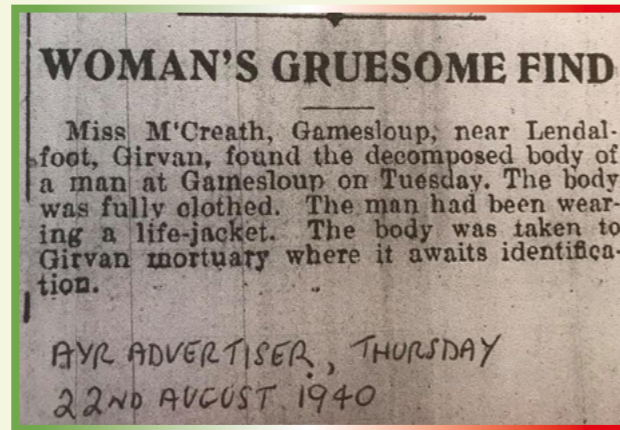 WOMAN'S GRUESOME FIND
Miss M'Creath, Gamesloup, near Lendal-
foot, Girvan, found the decomposed body of
a man at Gamesloup on Tuesday. The body
was fully clothed. The man had been wear-
ing a life-jacket. The body was taken to
Girvan mortuary where it awaits identifica-
tion.
AYR ADVERTISER, THURSDAY
22ND AUGUST 1940